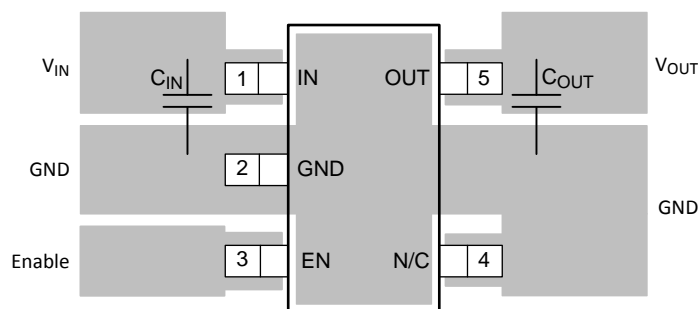 VIN CIN 1 IN OUT 5 COUT VOUT
GND 2 GND GND
Enable 3 EN N/C 4